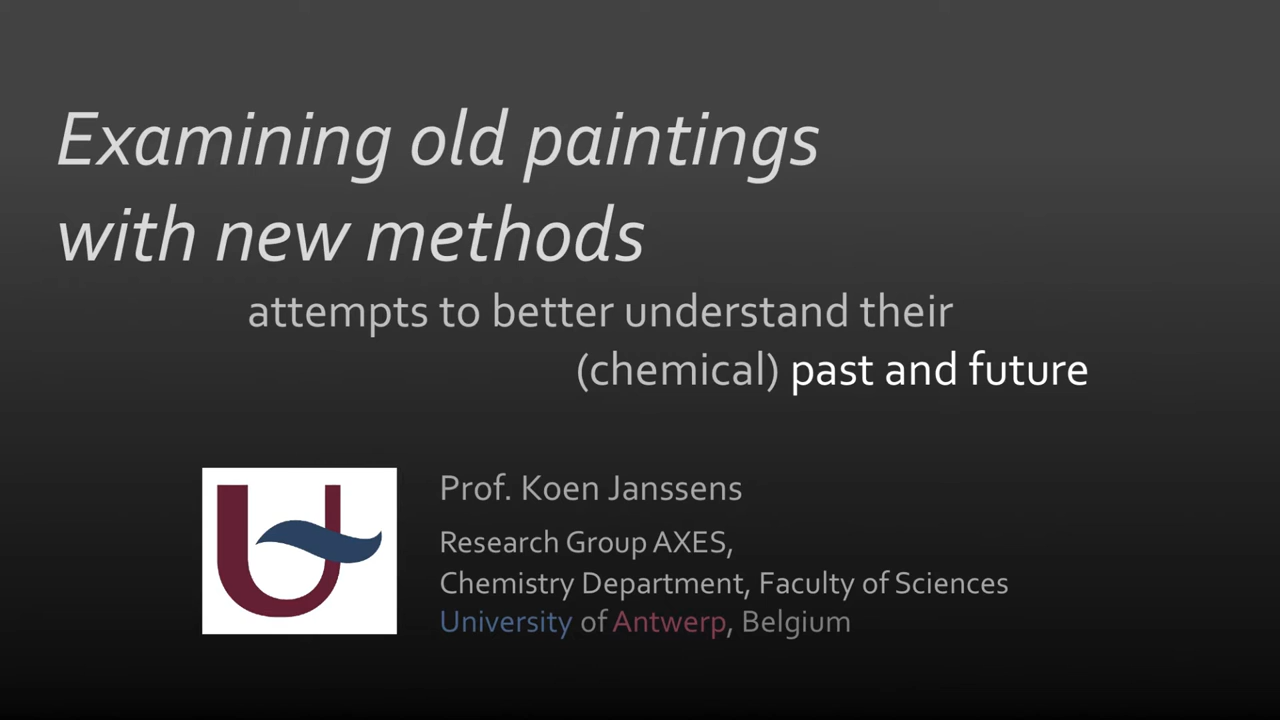 Examining old paintings
with new methods
attempts to better understand their
(chemical) past and future
Prof. Koen Janssens
Research Group AXES,
Chemistry Department, Faculty of Sciences
University of Antwerp, Belgium